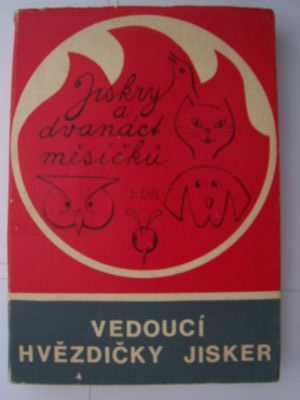 Jiskry
a
dvanáct
měsíčků
2. DÍL
VEDOUCÍ
HVĚZDIČKY JISKER